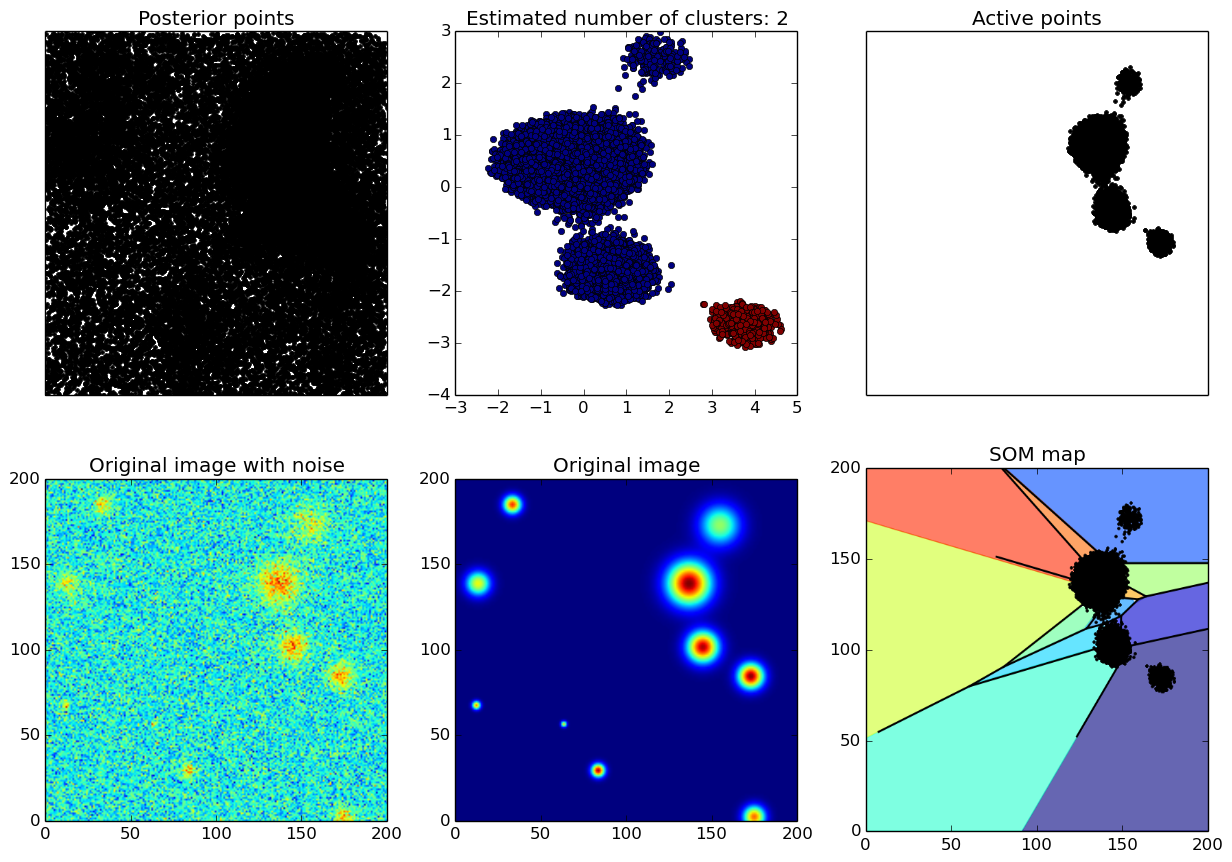 Posterior points
Estimated number of clusters: 2
Active points
3
2
1
0
−1
−2
−3
−4
−3 −2 −1 0 1 2 3 4 5
Original image with noise
200
150
100
50
0
0 50 100 150 200
Original image
200
150
100
50
0
0 50 100 150 200
SOM map
200
150
100
50
0
0 50 100 150 200